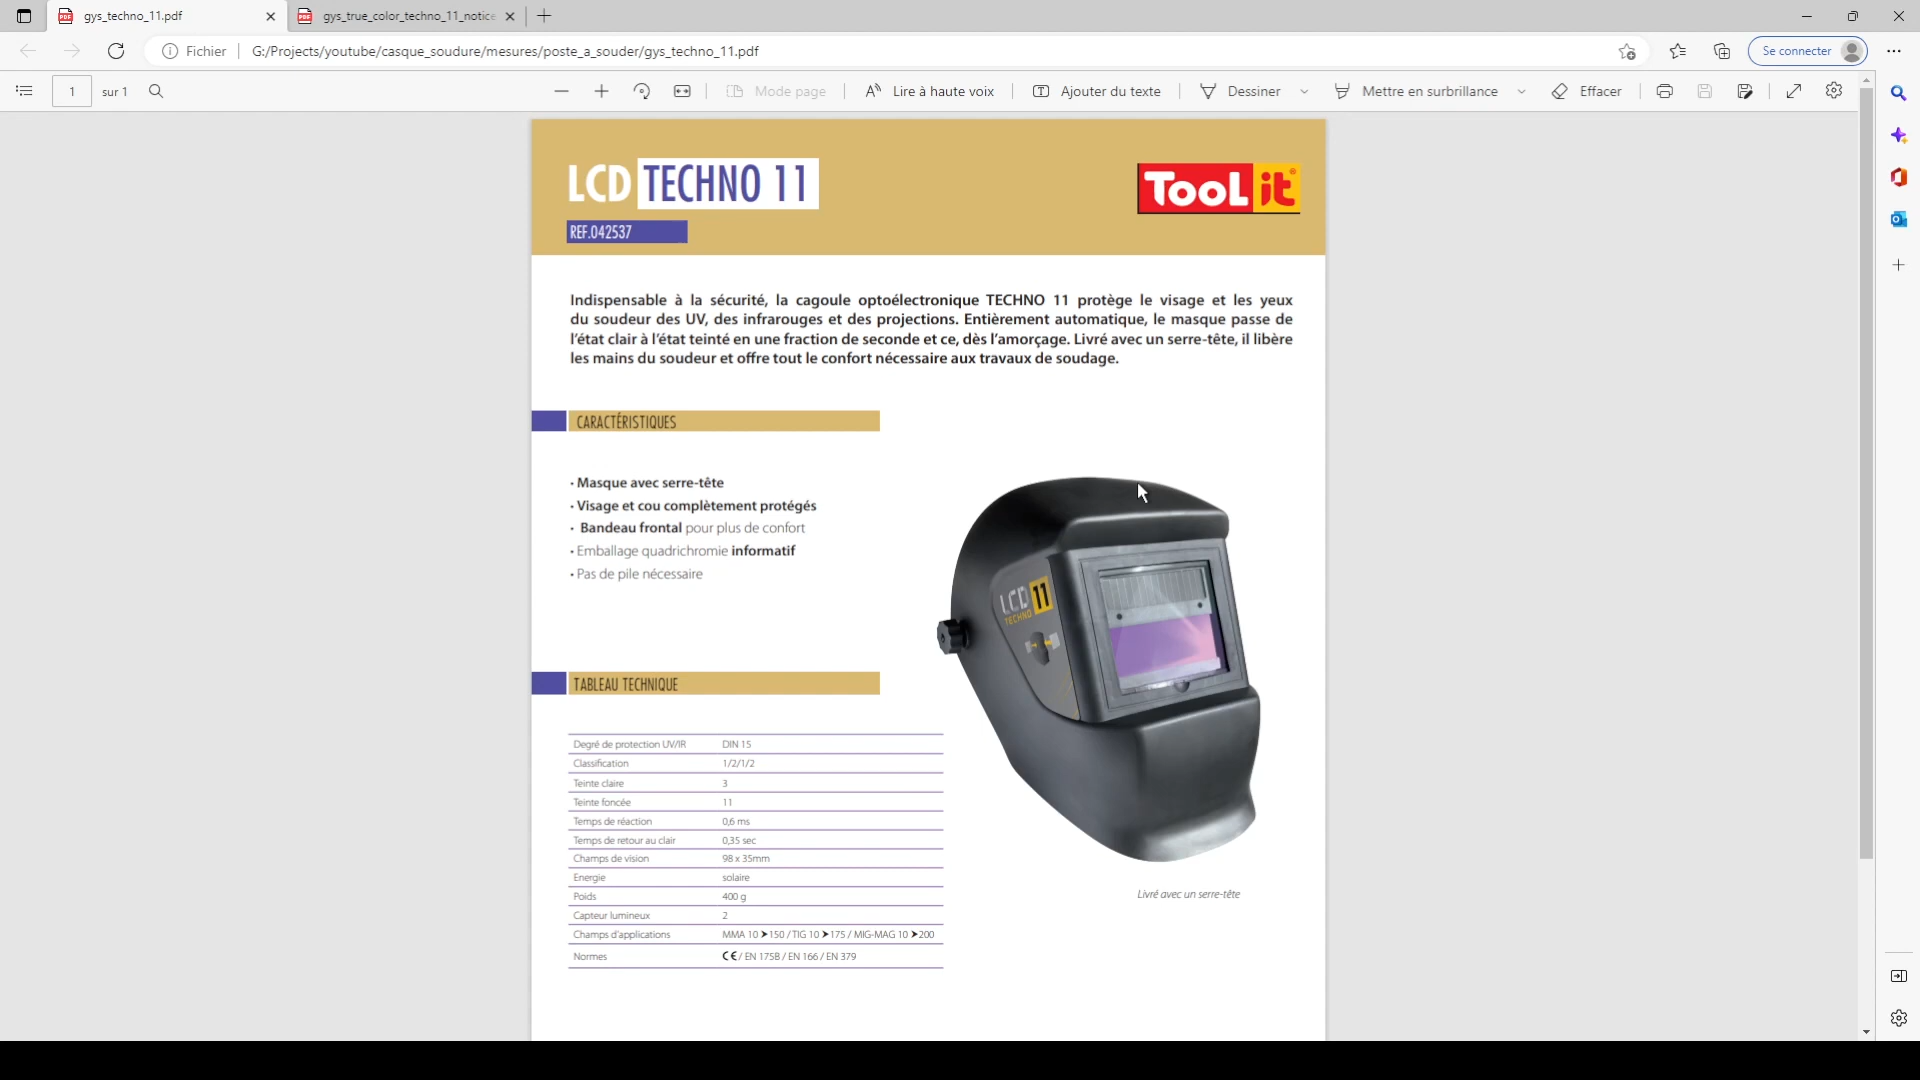 gys_techno_11.pdf
gys_true_color_techno_11_notice
Fichier
G:/Projects/youtube/casque_soudure/mesures/poste_a_souder/gys_techno_11.pdf
Se connecter
1 sur 1
Mode page
Lire à haute voix
Ajouter du texte
Dessiner
Mettre en surbrillance
Effacer
LCD TECHNO 11
TOOL it®
REF.042537
Indispensable à la sécurité, la cagoule optoélectronique TECHNO 11 protège le visage et les yeux
du soudeur des UV, des infrarouges et des projections. Entièrement automatique, le masque passe de
l'état clair à l'état teinté en une fraction de seconde et ce, dès l'amorçage. Livré avec un serre-tête, il libère
les mains du soudeur et offre tout le confort nécessaire aux travaux de soudage.
CARACTÉRISTIQUES
• Masque avec serre-tête
• Visage et cou complètement protégés
• Bandeau frontal pour plus de confort
• Emballage quadrichromie informatif
• Pas de pile nécessaire
LCD 11
TECHNO
TABLEAU TECHNIQUE
Degré de protection UV/IR DIN 15
Classification 1/2/1/2
Teinte claire 3
Teinte foncée 11
Temps de réaction 0,6 ms
Temps de retour au clair 0,35 sec
Champs de vision 98 x 35mm
Energie solaire
Poids 400 g
Capteur lumineux 2
Champs d'applications MMA 10 ➤150 / TIG 10 ➤175 / MIG-MAG 10 ➤200
Normes CE/ EN 175B / EN 166 / EN 379
Livré avec un serre-tête